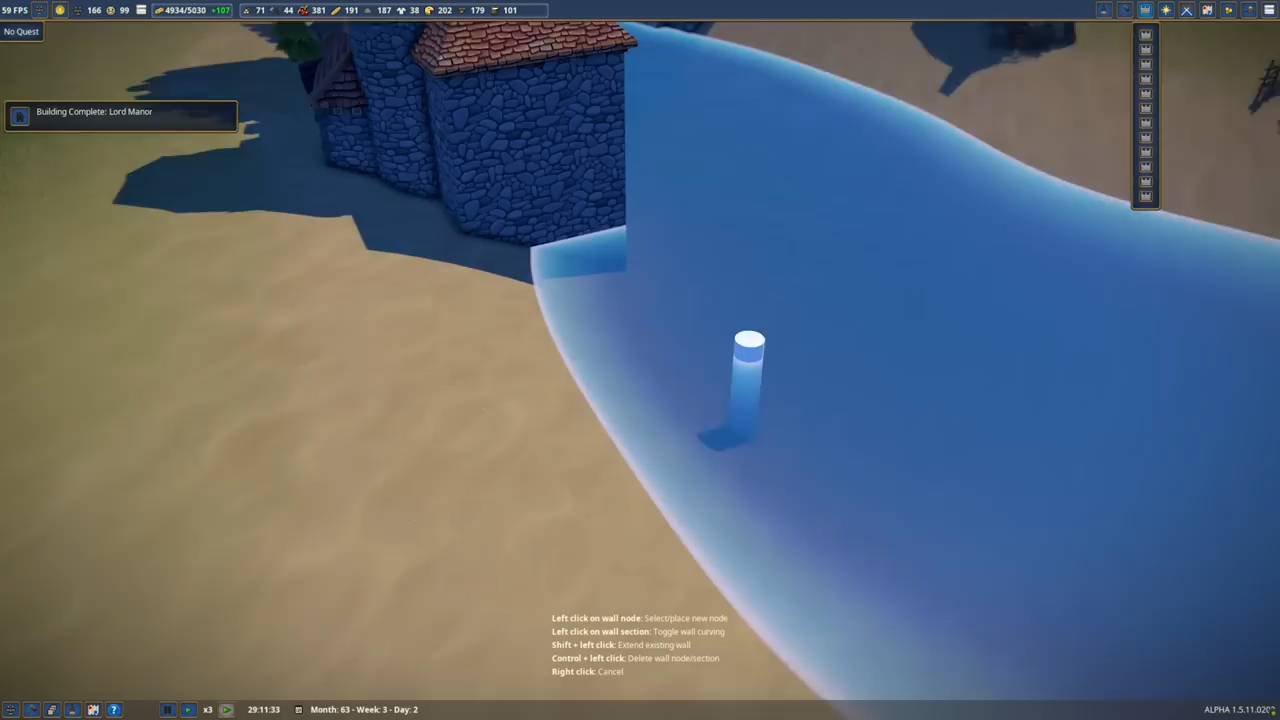 59 FPS 166 99 4934/5030 +107 71 44 381 191 187 38 202 179 101
No Quest
Building Complete: Lord Manor
Left click on wall node: Select/place new node
Left click on wall section: Toggle wall curving
Shift + left click: Extend existing wall
Control + left click: Delete wall node/section
Right click: Cancel
x3 29:11:33 Month: 63 - Week: 3 - Day: 2 ALPHA 1.5.11.020